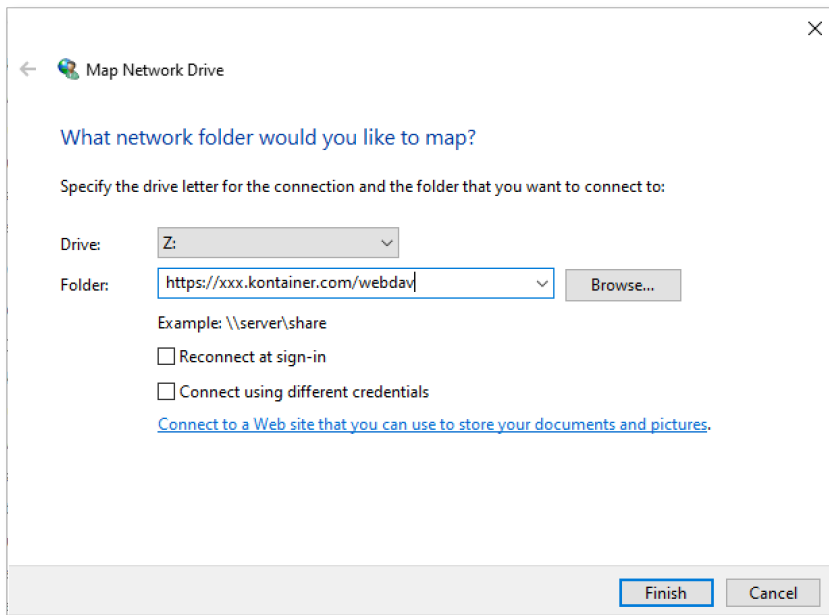 Map Network Drive
What network folder would you like to map?
Specify the drive letter for the connection and the folder that you want to connect to:
Drive: Z:
Folder: https://xxx.kontainer.com/webdav Browse...
Example: \\server\share
Reconnect at sign-in
Connect using different credentials
Connect to a Web site that you can use to store your documents and pictures.
Finish Cancel